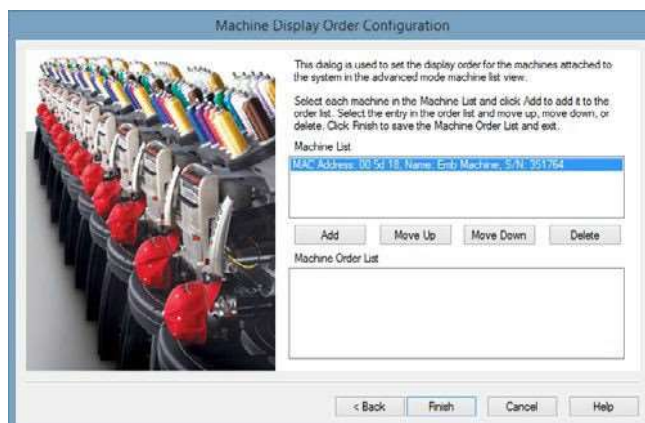 Machine Display Order Configuration
This dialog is used to set the display order for the machines attached to
the system in the advanced mode machine list view.
Select each machine in the Machine List and click Add to add it to the
order list. Select the entry in the order list and move up, move down, or
delete. Click Finish to save the Machine Order List and exit.
Machine List
MAC Address: 00 5d 18, Name: Emb Machine, S/N: 351764
Add Move Up Move Down Delete
Machine Order List
< Back Finish Cancel Help